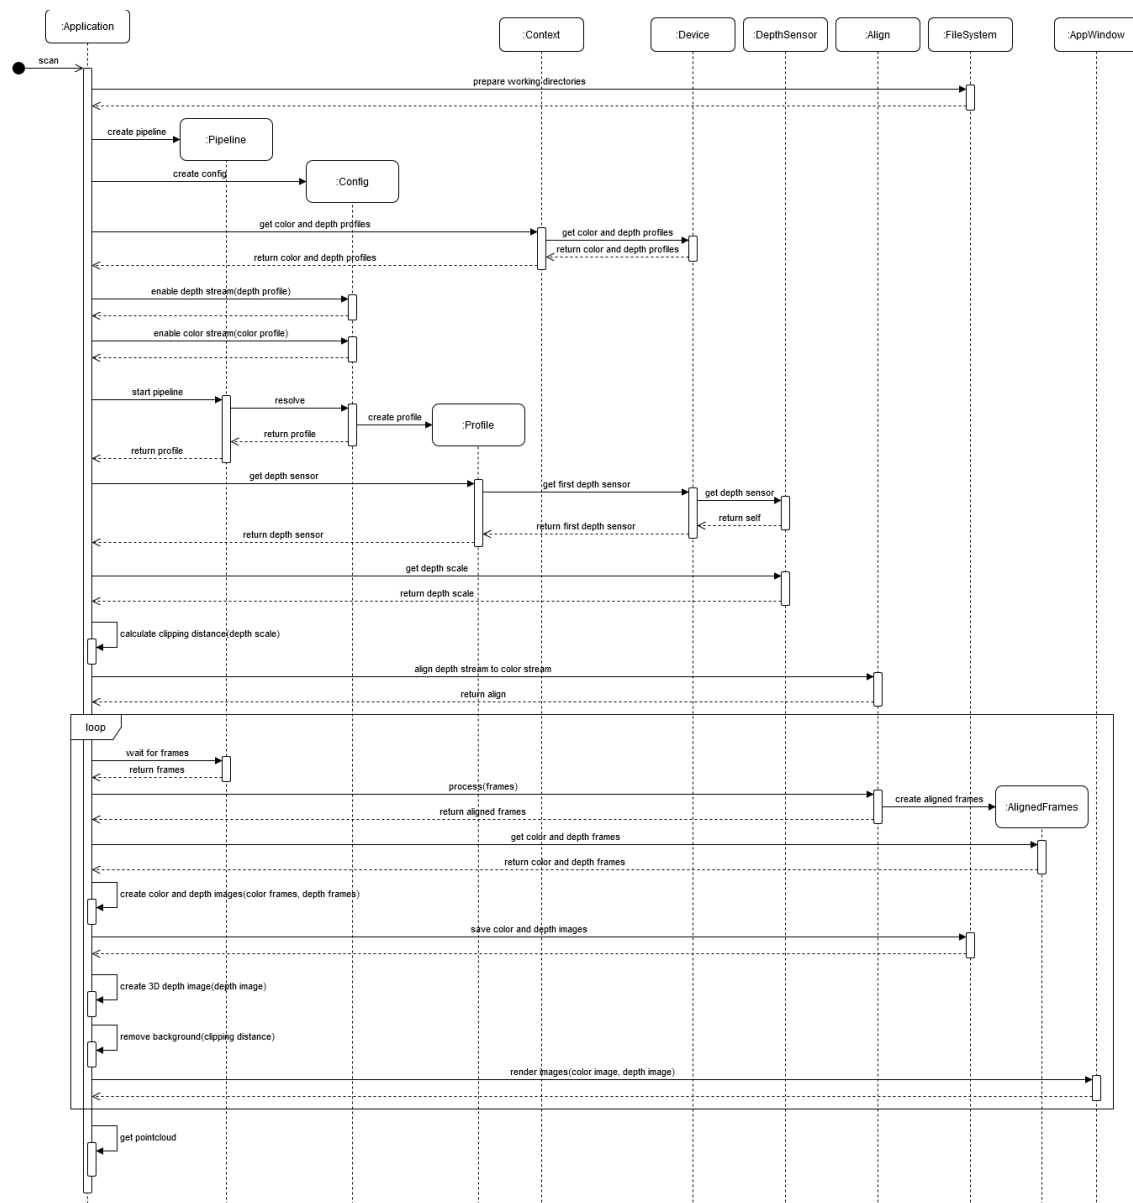 :Application
:Context
:Device
:DepthSensor
:Align
:FileSystem
:AppWindow
scan
prepare working directories
create pipeline
:Pipeline
create config
:Config
get color and depth profiles
get color and depth profiles
return color and depth profiles
return color and depth profiles
enable depth stream(depth profile)
enable color stream(color profile)
start pipeline
resolve
create profile
:Profile
return profile
return profile
get depth sensor
get first depth sensor
get depth sensor
return self
return first depth sensor
return depth sensor
get depth scale
return depth scale
calculate clipping distance(depth scale)
align depth stream to color stream
return align
loop
wait for frames
return frames
process(frames)
create aligned frames
:AlignedFrames
return aligned frames
get color and depth frames
return color and depth frames
create color and depth images(color frames, depth frames)
save color and depth images
create 3D depth image(depth image)
remove background(clipping distance)
render images(color image, depth image)
get pointcloud